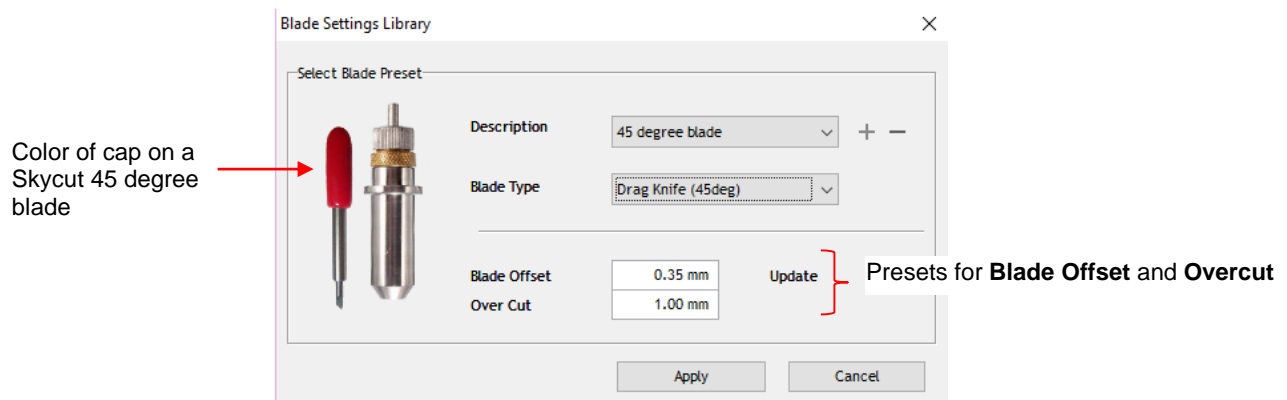 Blade Settings Library
Select Blade Preset
Color of cap on a
Skycut 45 degree
blade
Description
45 degree blade
Blade Type
Drag Knife (45deg)
Blade Offset
0.35 mm
Update
Over Cut
1.00 mm
Presets for Blade Offset and Overcut
Apply
Cancel